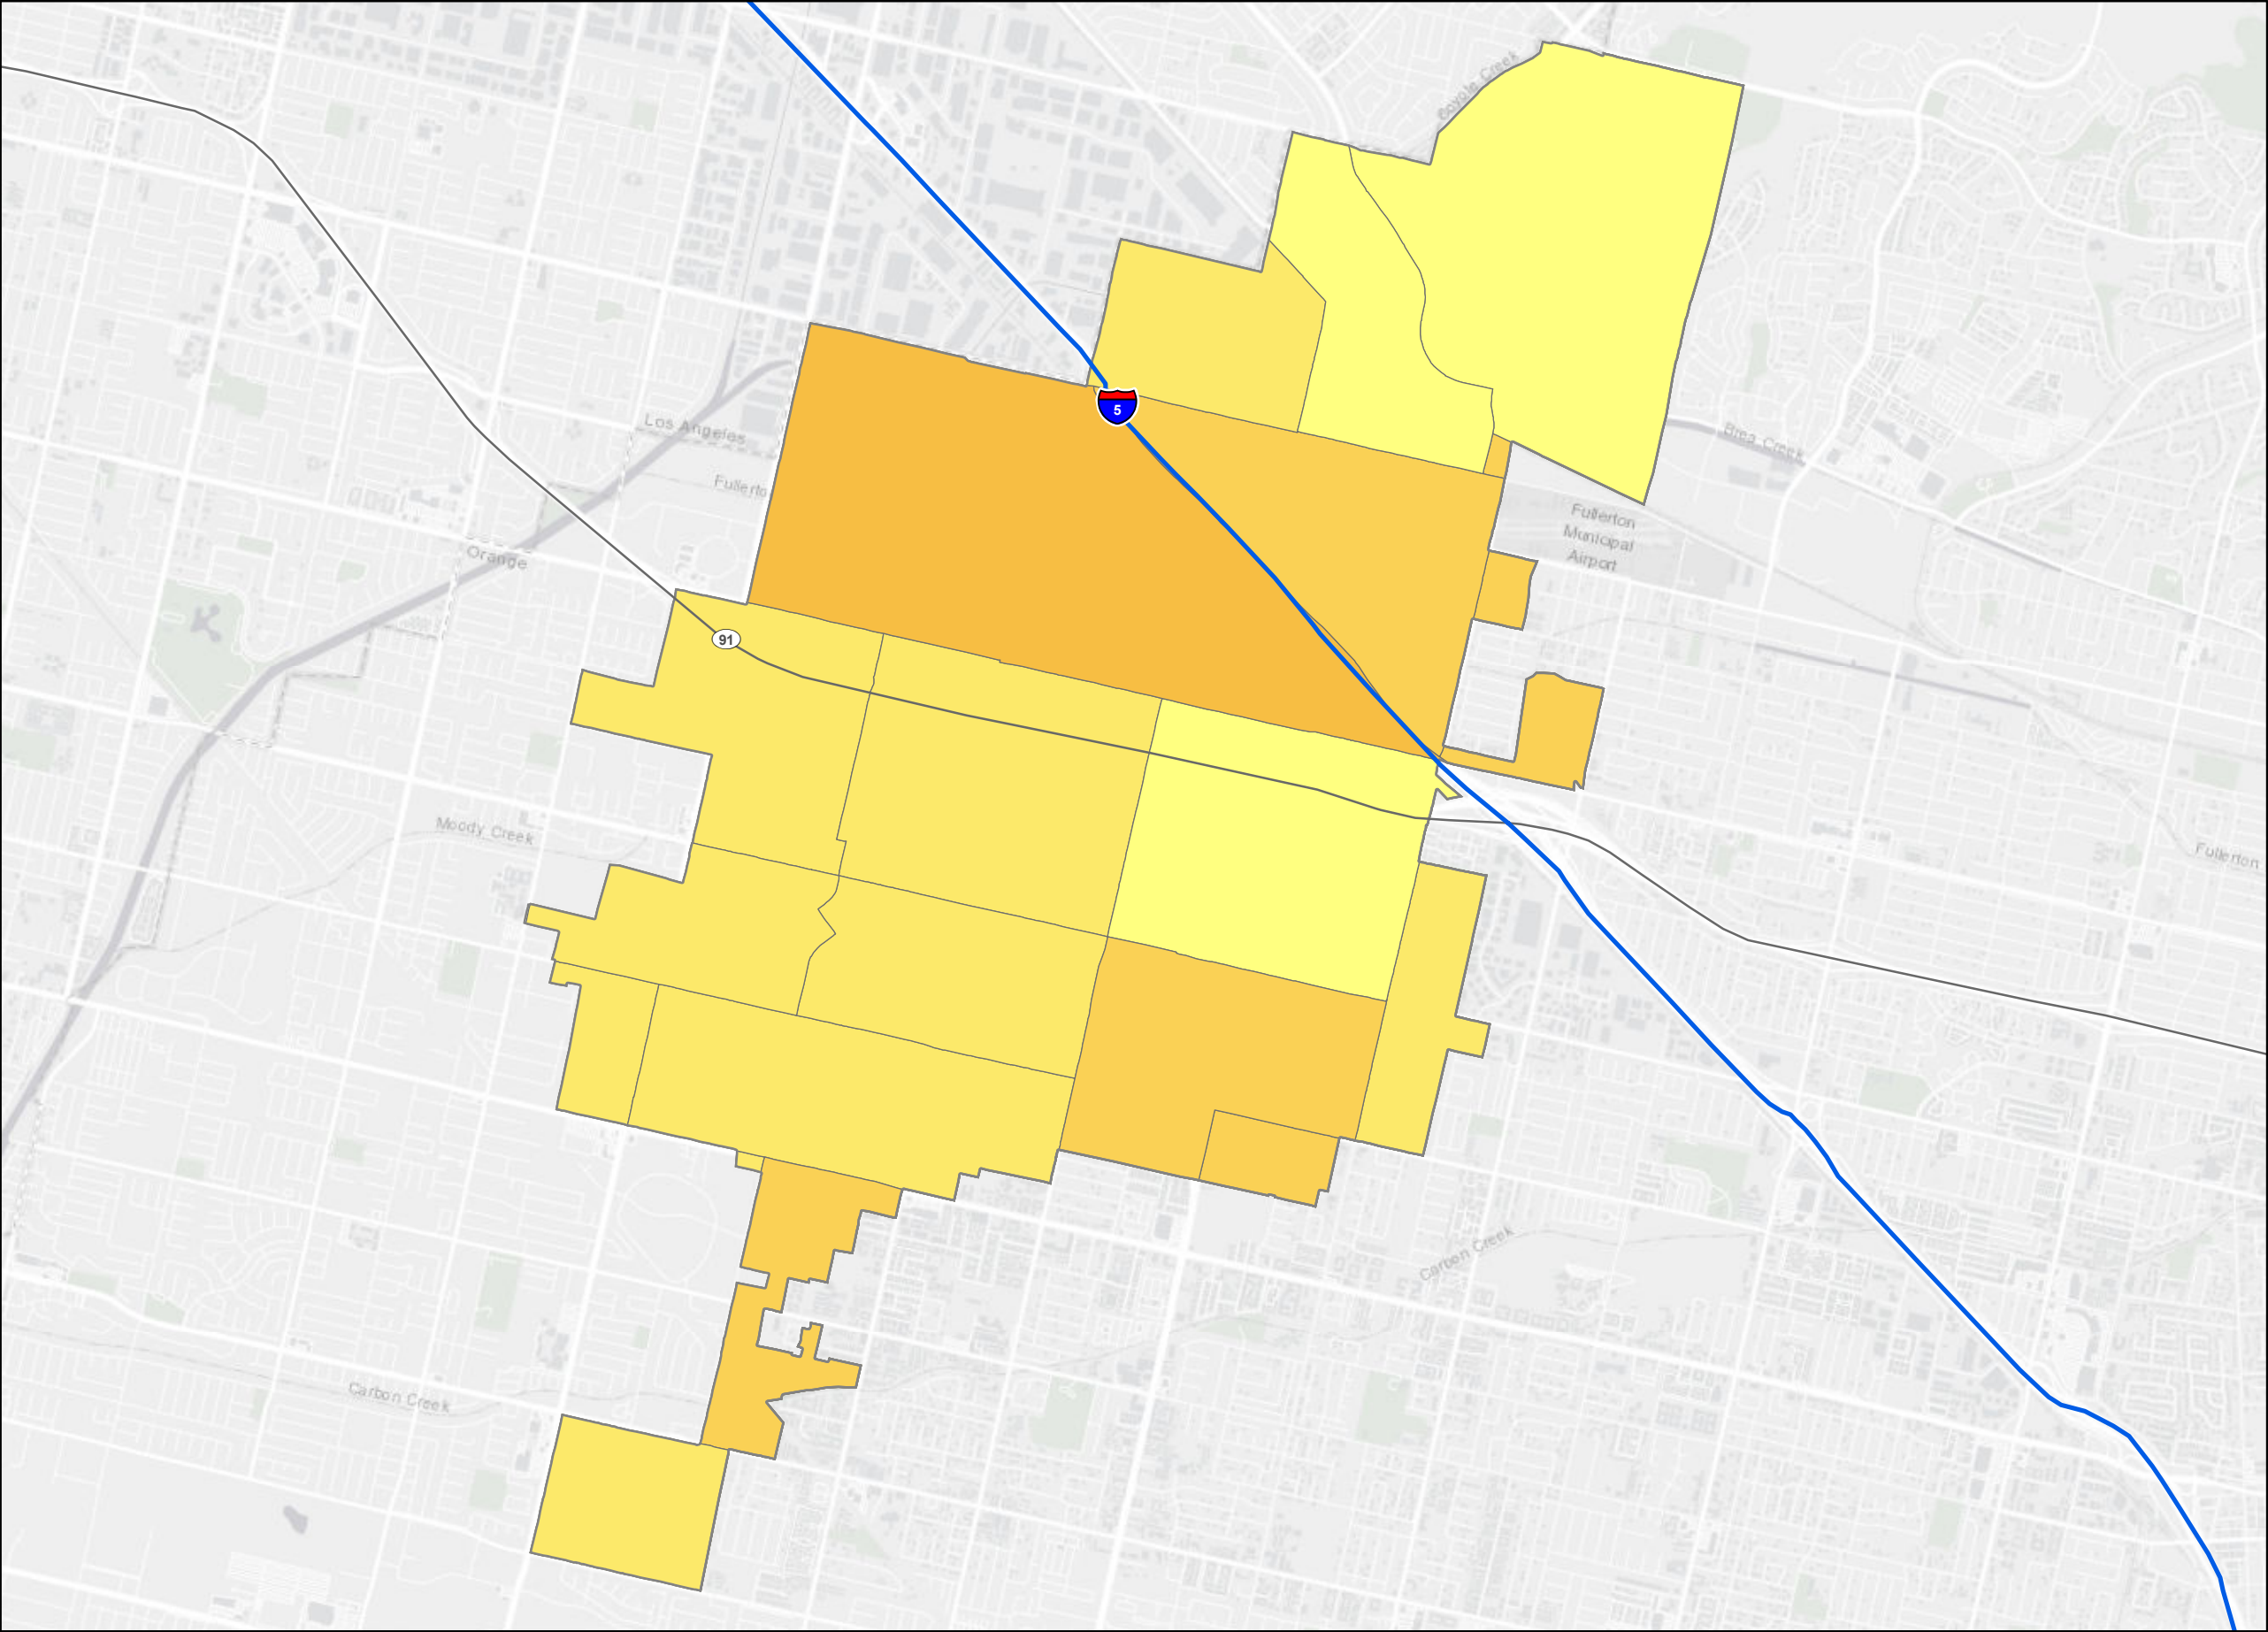 Coyote Creek
5
Los Angeles
Brea Creek
Fullerto
Fullerton
Municipal
Airport
Orange
91
Moody Creek
Fullerton
Carbon Creek
Carbon Creek